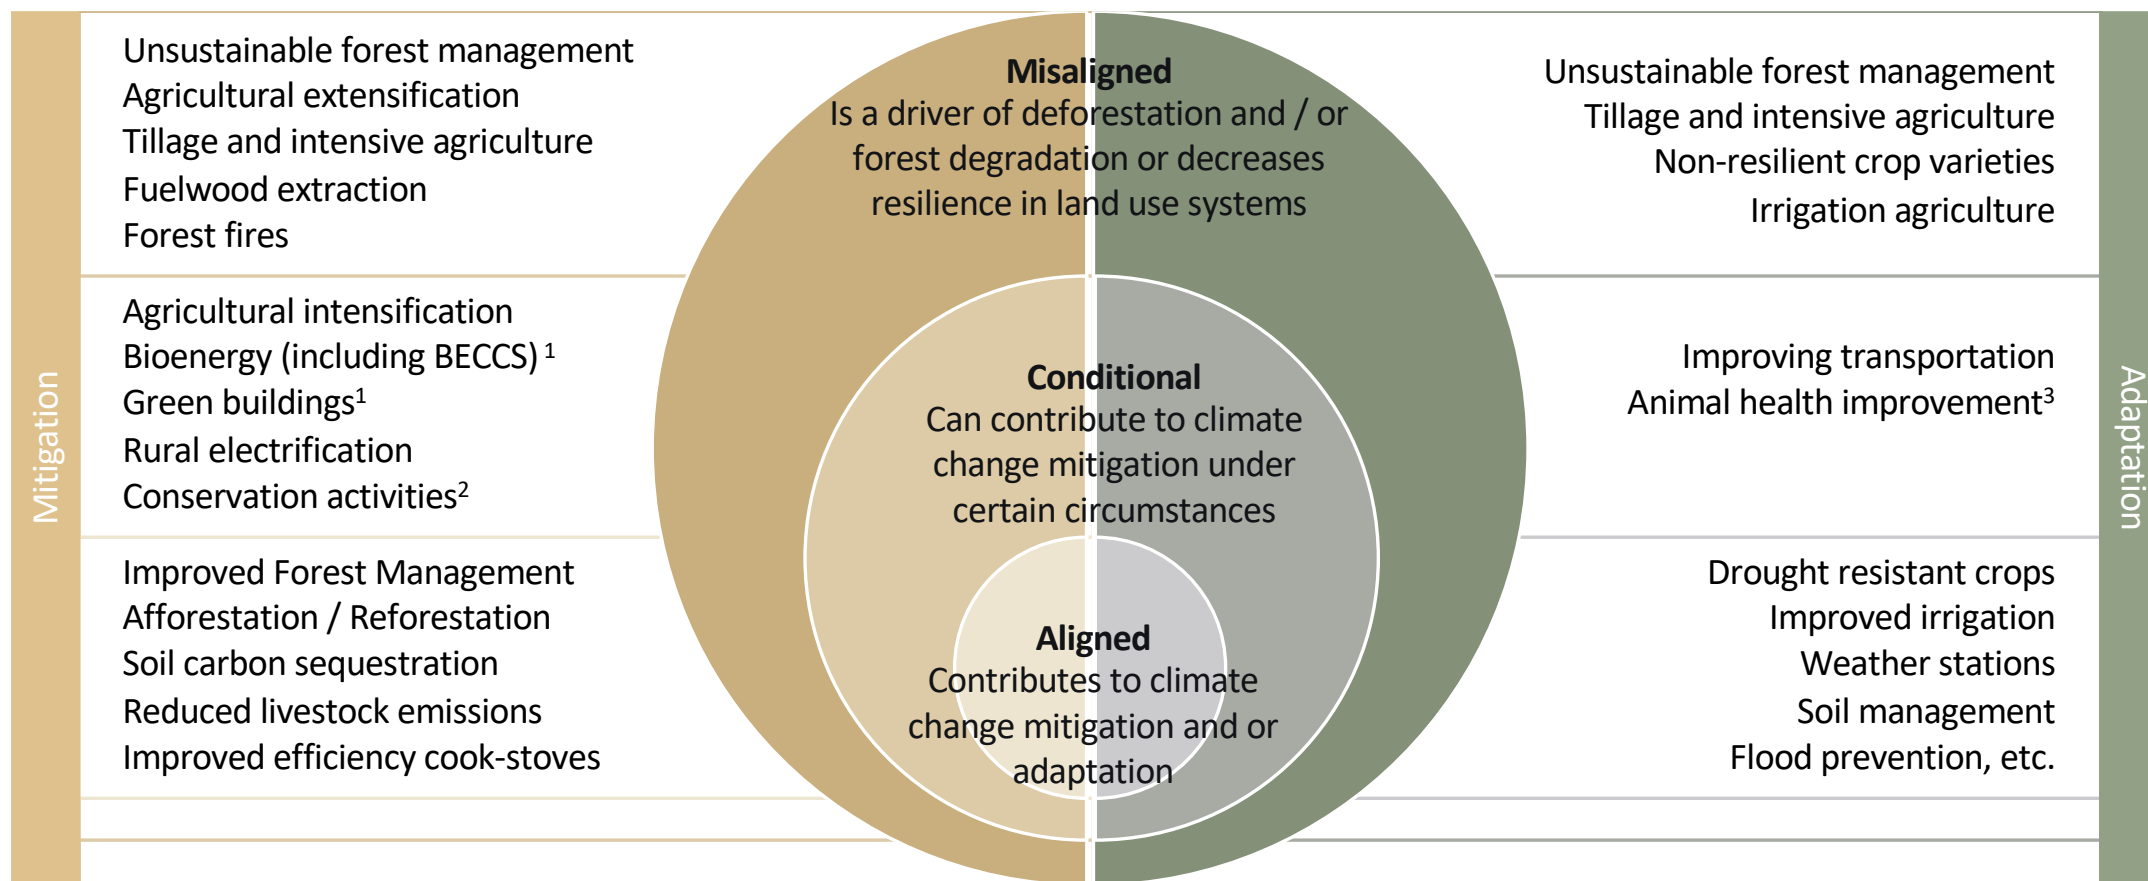 Mitigation
Unsustainable forest management
Agricultural extensification
Tillage and intensive agriculture
Fuelwood extraction
Forest fires
Agricultural intensification
Bioenergy (including BECCS) ¹
Green buildings¹
Rural electrification
Conservation activities²
Improved Forest Management
Afforestation / Reforestation
Soil carbon sequestration
Reduced livestock emissions
Improved efficiency cook-stoves
Misaligned
Is a driver of deforestation and / or
forest degradation or decreases
resilience in land use systems
Conditional
Can contribute to climate
change mitigation under
certain circumstances
Aligned
Contributes to climate
change mitigation and or
adaptation
Unsustainable forest management
Tillage and intensive agriculture
Non-resilient crop varieties
Irrigation agriculture
Improving transportation
Animal health improvement³
Drought resistant crops
Improved irrigation
Weather stations
Soil management
Flood prevention, etc.
Adaptation